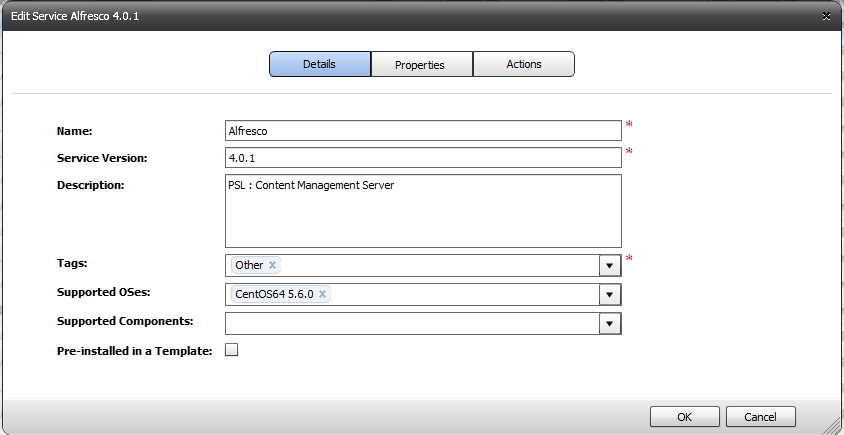 Edit Service Alfresco 4.0.1
Details Properties Actions
Name: Alfresco *
Service Version: 4.0.1 *
Description: PSL : Content Management Server
Tags: Other x *
Supported OSes: CentOS64 5.6.0 x
Supported Components:
Pre-installed in a Template:
OK Cancel